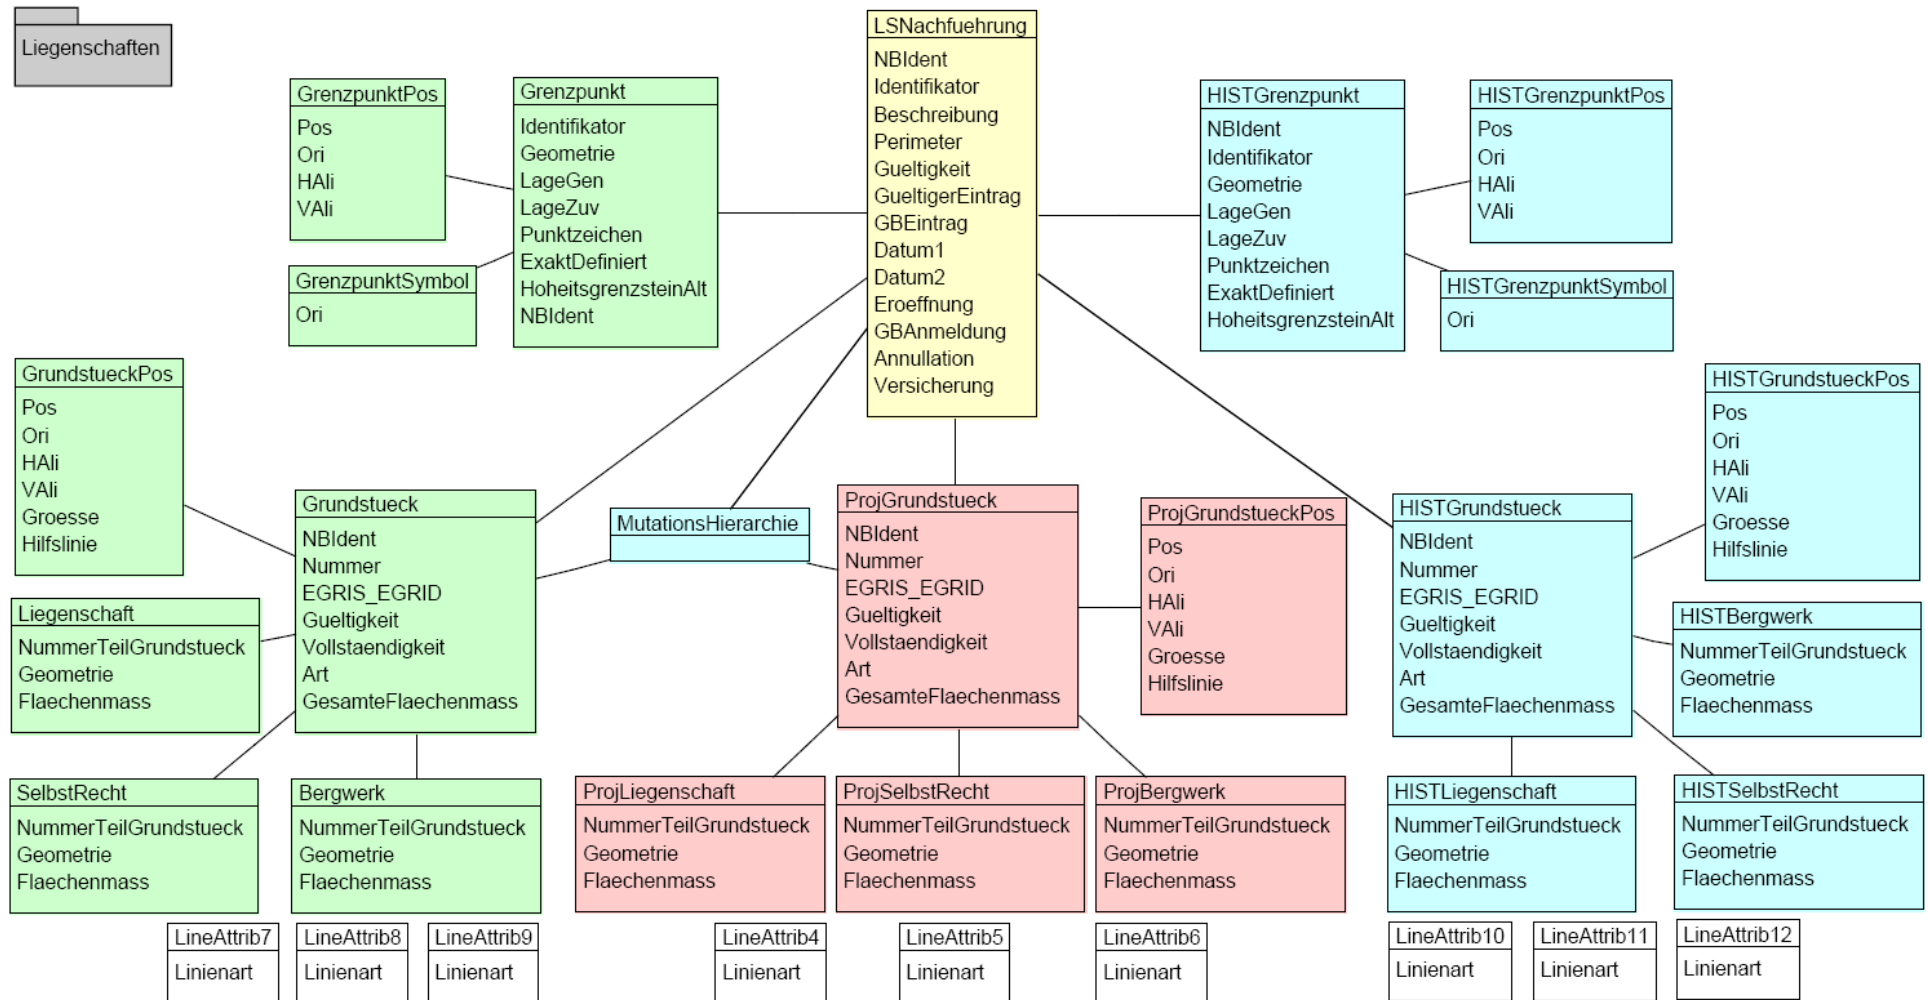 Liegenschaften
GrenzpunktPos
Pos
Ori
HAli
VAli
GrenzpunktSymbol
Ori
Grenzpunkt
Identifikator
Geometrie
LageGen
LageZuv
Punktzeichen
ExaktDefiniert
HoheitsgrenzsteinAlt
NBIdent
LSNachfuehrung
NBIdent
Identifikator
Beschreibung
Perimeter
Gueltigkeit
GueltigerEintrag
GBEintrag
Datum1
Datum2
Eroeffnung
GBAnmeldung
Annullation
Versicherung
HISTGrenzpunkt
NBIdent
Identifikator
Geometrie
LageGen
LageZuv
Punktzeichen
ExaktDefiniert
HoheitsgrenzsteinAlt
HISTGrenzpunktPos
Pos
Ori
HAli
VAli
HISTGrenzpunktSymbol
Ori
GrundstueckPos
Pos
Ori
HAli
VAli
Groesse
Hilfslinie
Grundstueck
NBIdent
Nummer
EGRIS_EGRID
Gueltigkeit
Vollstaendigkeit
Art
GesamteFlaechenmass
MutationsHierarchie
ProjGrundstueck
NBIdent
Nummer
EGRIS_EGRID
Gueltigkeit
Vollstaendigkeit
Art
GesamteFlaechenmass
ProjGrundstueckPos
Pos
Ori
HAli
VAli
Groesse
Hilfslinie
HISTGrundstueck
NBIdent
Nummer
EGRIS_EGRID
Gueltigkeit
Vollstaendigkeit
Art
GesamteFlaechenmass
HISTGrundstueckPos
Pos
Ori
HAli
VAli
Groesse
Hilfslinie
Liegenschaft
NummerTeilGrundstueck
Geometrie
Flaechenmass
HISTBergwerk
NummerTeilGrundstueck
Geometrie
Flaechenmass
SelbstRecht
NummerTeilGrundstueck
Geometrie
Flaechenmass
Bergwerk
NummerTeilGrundstueck
Geometrie
Flaechenmass
ProjLiegenschaft
NummerTeilGrundstueck
Geometrie
Flaechenmass
ProjSelbstRecht
NummerTeilGrundstueck
Geometrie
Flaechenmass
ProjBergwerk
NummerTeilGrundstueck
Geometrie
Flaechenmass
HISTLiegenschaft
NummerTeilGrundstueck
Geometrie
Flaechenmass
HISTSelbstRecht
NummerTeilGrundstueck
Geometrie
Flaechenmass
LineAttrib7
Linienart
LineAttrib8
Linienart
LineAttrib9
Linienart
LineAttrib4
Linienart
LineAttrib5
Linienart
LineAttrib6
Linienart
LineAttrib10
Linienart
LineAttrib11
Linienart
LineAttrib12
Linienart